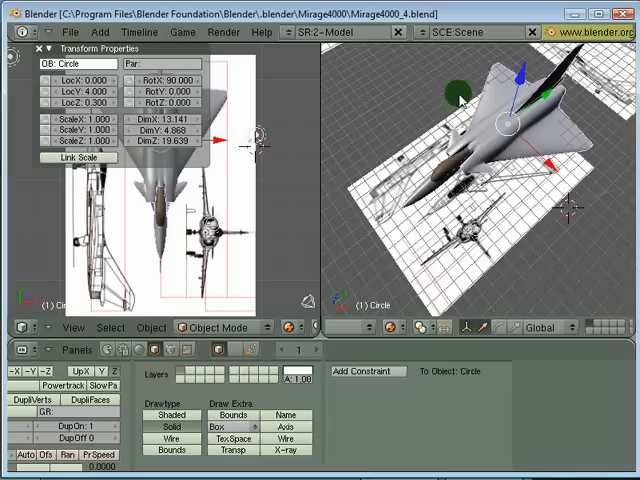 Blender [C:\Program Files\Blender Foundation\Blender\.blender\Mirage4000\Mirage4000_4.blend]
File Add Timeline Game Render Help SR:2-Model SCE:Scene www.blender.org
Transform Properties
OB: Circle Par:
LocX: 0.000 RotX: 90.000
LocY: 4.000 RotY: 0.000
LocZ: 0.300 RotZ: 0.000
ScaleX: 1.000 DimX: 13.141
ScaleY: 1.000 DimY: 4.868
ScaleZ: 1.000 DimZ: 19.639
Link Scale
(1) Cir
(1) Circle
View Select Object Object Mode Global
Panels 1
-X -Y -Z UpX Y Z
Powertrack SlowPa
DupliVerts DupliFaces
GR:
DupOn: 1
DupOff 0
Auto Ofs Ran PrSpeed
0.0000
Layers A: 1.00
Drawtype Draw Extra
Shaded Bounds Name
Solid Box Axis
Wire TexSpace Wire
Bounds Transp X-ray
Add Constraint To Object: Circle